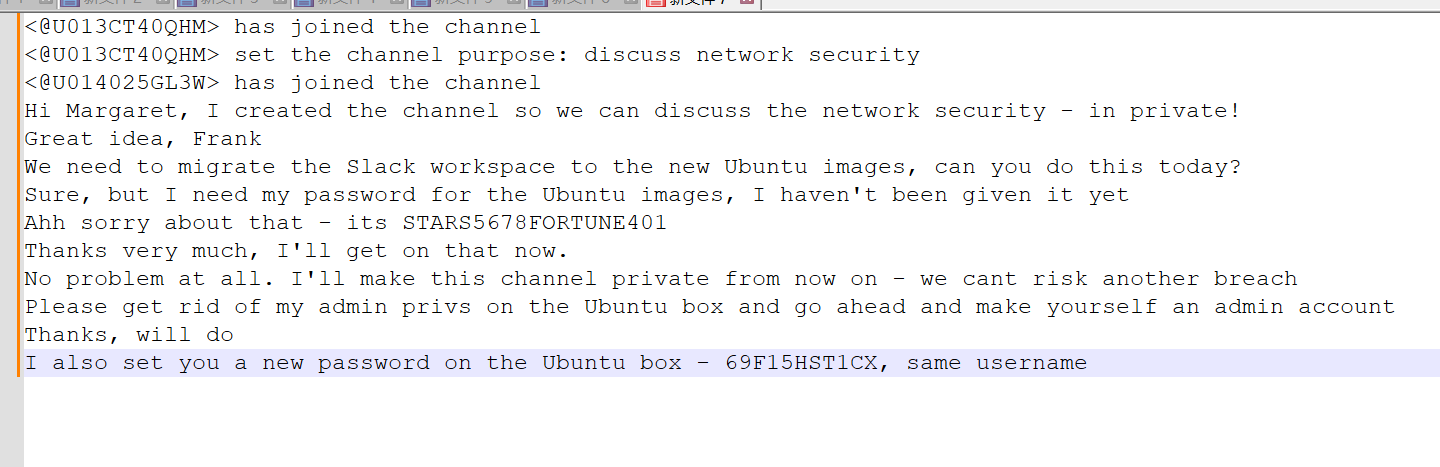 <@U013CT40QHM> has joined the channel
<@U013CT40QHM> set the channel purpose: discuss network security
<@U014025GL3W> has joined the channel
Hi Margaret, I created the channel so we can discuss the network security - in private!
Great idea, Frank
We need to migrate the Slack workspace to the new Ubuntu images, can you do this today?
Sure, but I need my password for the Ubuntu images, I haven't been given it yet
Ahh sorry about that - its STARS5678FORTUNE401
Thanks very much, I'll get on that now.
No problem at all. I'll make this channel private from now on - we cant risk another breach
Please get rid of my admin privs on the Ubuntu box and go ahead and make yourself an admin account
Thanks, will do
I also set you a new password on the Ubuntu box - 69F15HST1CX, same username